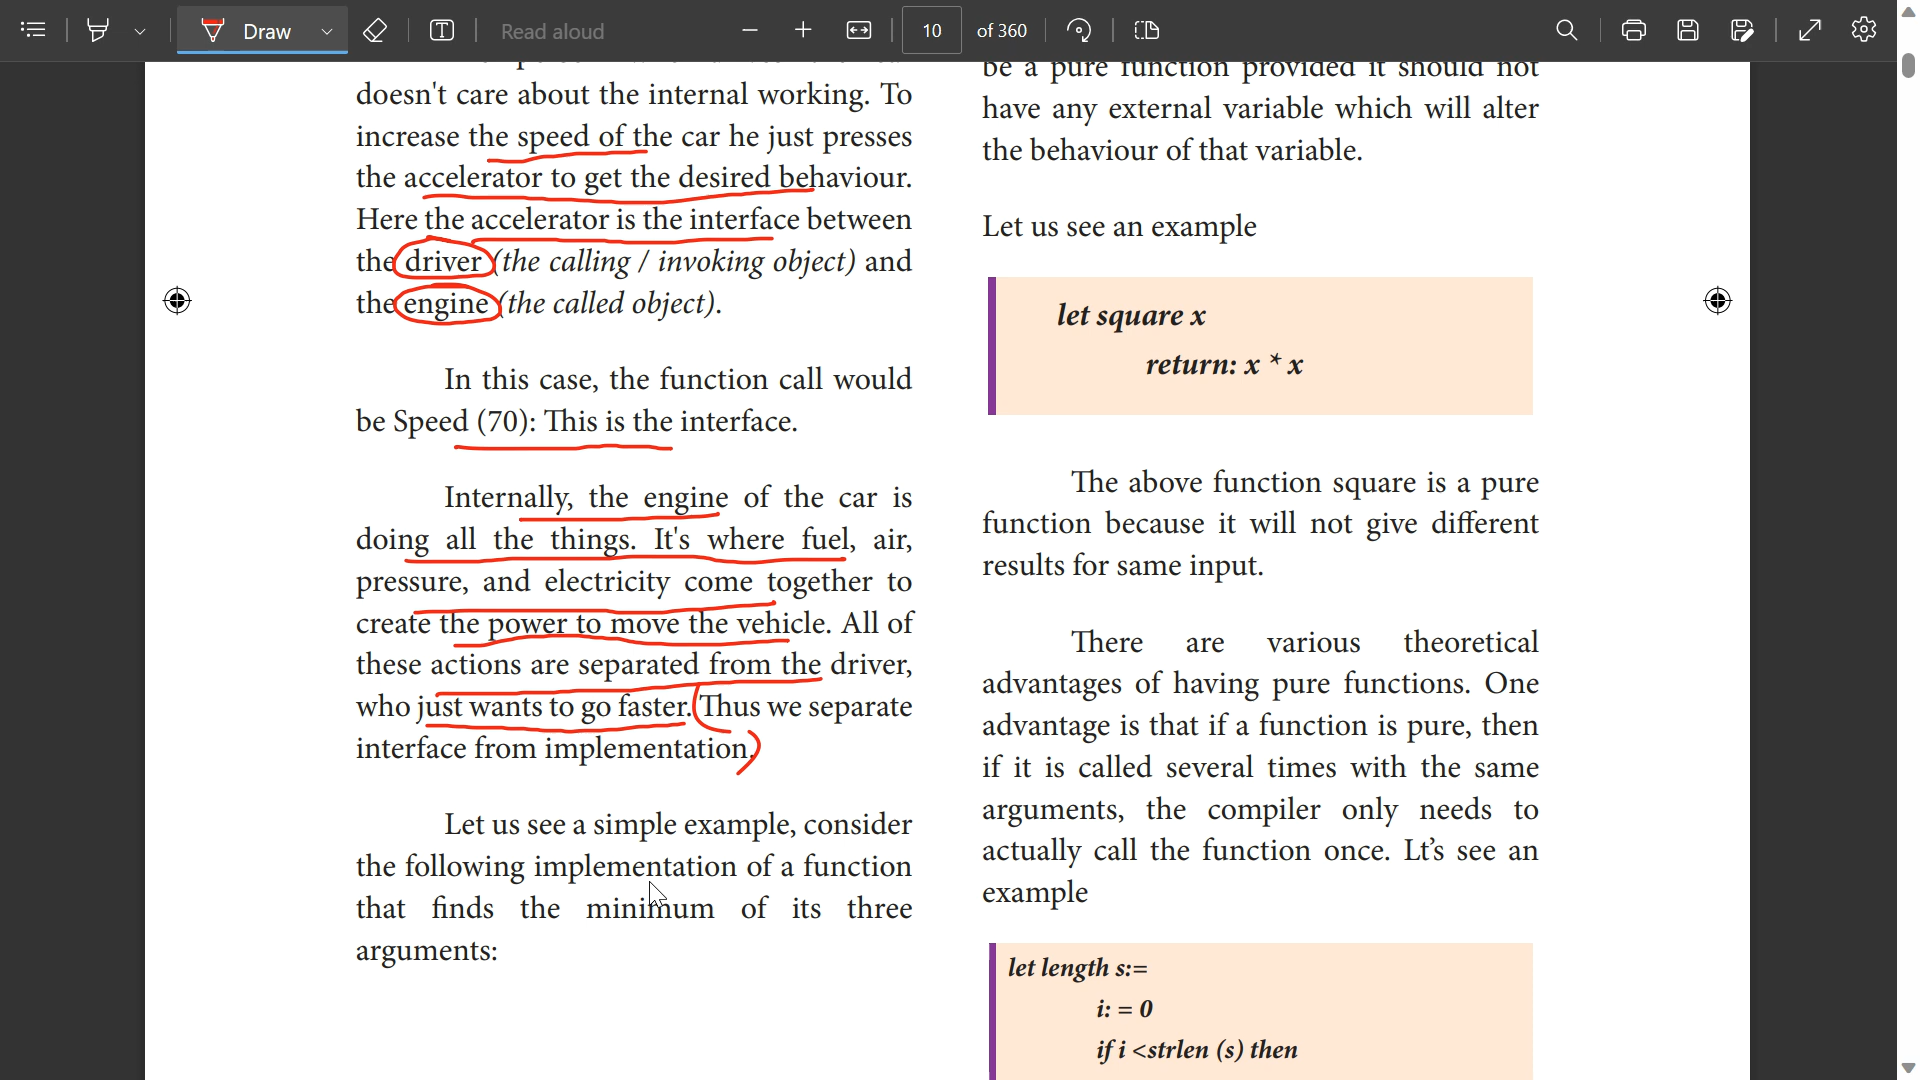 Draw
Read aloud
10 of 360
doesn't care about the internal working. To
increase the speed of the car he just presses
the accelerator to get the desired behaviour.
Here the accelerator is the interface between
the driver (the calling / invoking object) and
the engine (the called object).
In this case, the function call would
be Speed (70): This is the interface.
Internally, the engine of the car is
doing all the things. It's where fuel, air,
pressure, and electricity come together to
create the power to move the vehicle. All of
these actions are separated from the driver,
who just wants to go faster. Thus we separate
interface from implementation.
Let us see a simple example, consider
the following implementation of a function
that finds the minimum of its three
arguments:
be a pure function provided it should not
have any external variable which will alter
the behaviour of that variable.
Let us see an example
let square x
return: x * x
The above function square is a pure
function because it will not give different
results for same input.
There are various theoretical
advantages of having pure functions. One
advantage is that if a function is pure, then
if it is called several times with the same
arguments, the compiler only needs to
actually call the function once. Lt's see an
example
let length s:=
i: = 0
if i <strlen (s) then